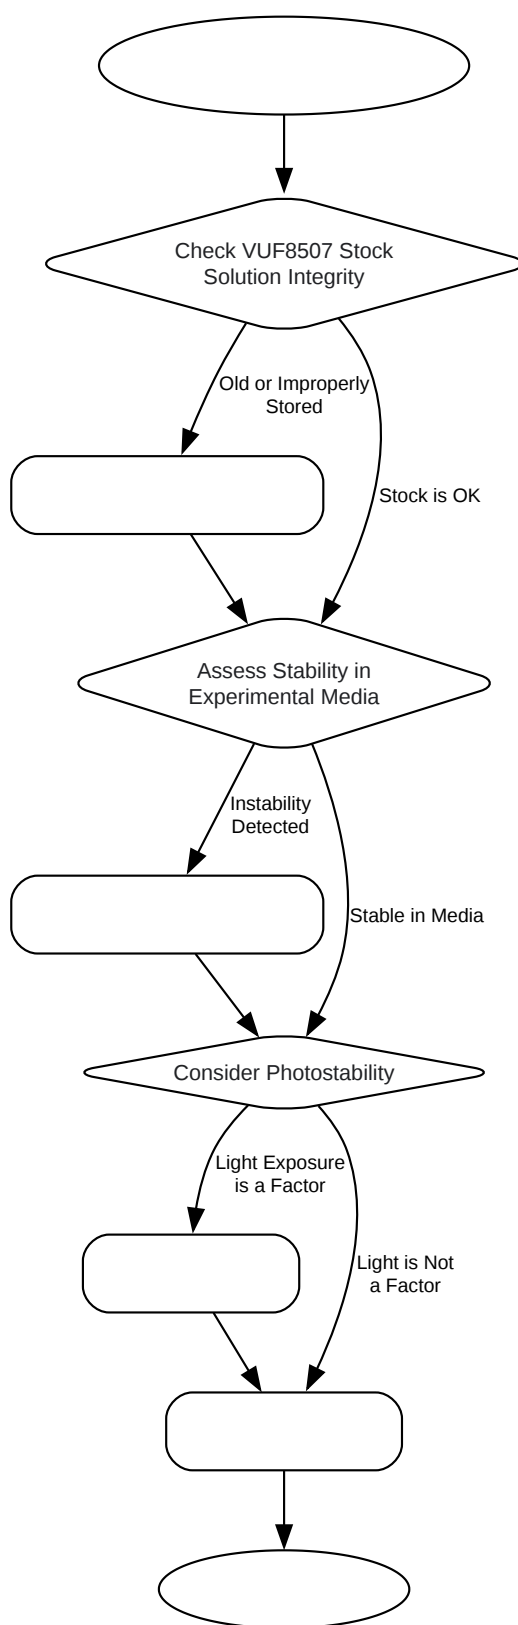 Check VUF8507 Stock
Solution Integrity
Old or Improperly
Stored
Stock is OK
Assess Stability in
Experimental Media
Instability
Detected
Stable in Media
Consider Photostability
Light Exposure
is a Factor
Light is Not
a Factor